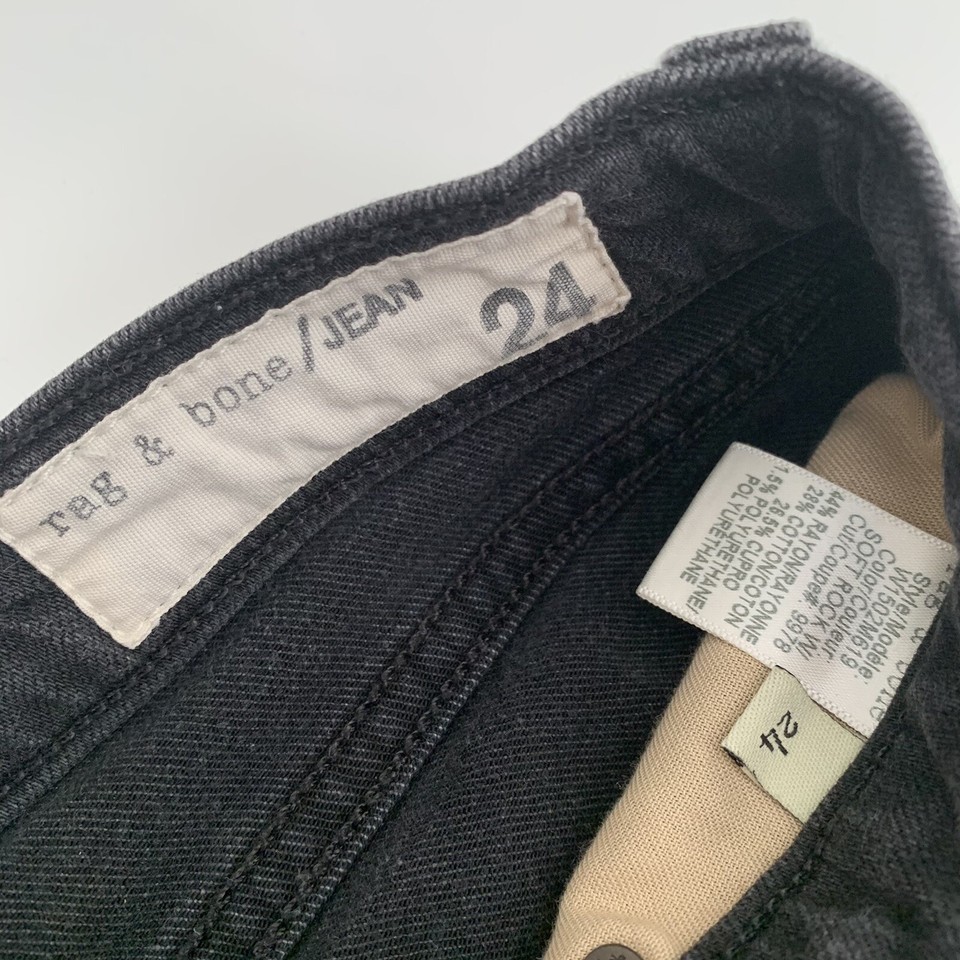 rag & bone/JEAN
24
Style/Modèle:
W1502M619
Color/Couleur:
SOFT ROCK W/
Cut/Coupe# 9978
44% RAYON/RAYONNE
28% COTTON/COTON
26.5% CUPRO
1.5% POLYURETHANE/
POLYURETHANE
24